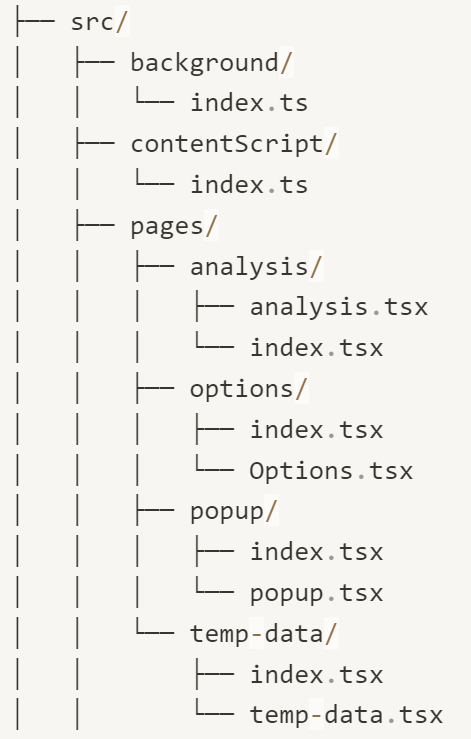 ├── src/
│   ├── background/
│   │   └── index.ts
│   ├── contentScript/
│   │   └── index.ts
│   ├── pages/
│   │   ├── analysis/
│   │   │   ├── analysis.tsx
│   │   │   └── index.tsx
│   │   ├── options/
│   │   │   ├── index.tsx
│   │   │   └── Options.tsx
│   │   ├── popup/
│   │   │   ├── index.tsx
│   │   │   └── popup.tsx
│   │   └── temp-data/
│   │       ├── index.tsx
│   │       └── temp-data.tsx